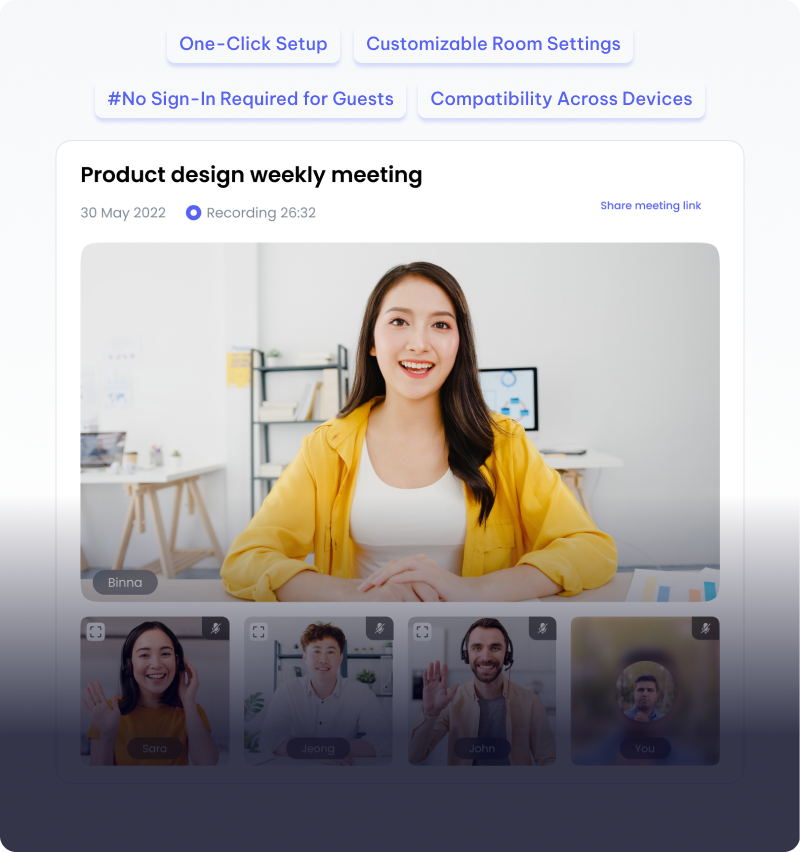 One-Click Setup Customizable Room Settings
#No Sign-In Required for Guests Compatibility Across Devices
Product design weekly meeting
30 May 2022 Recording 26:32 Share meeting link
Binna
Sara Jeong John You